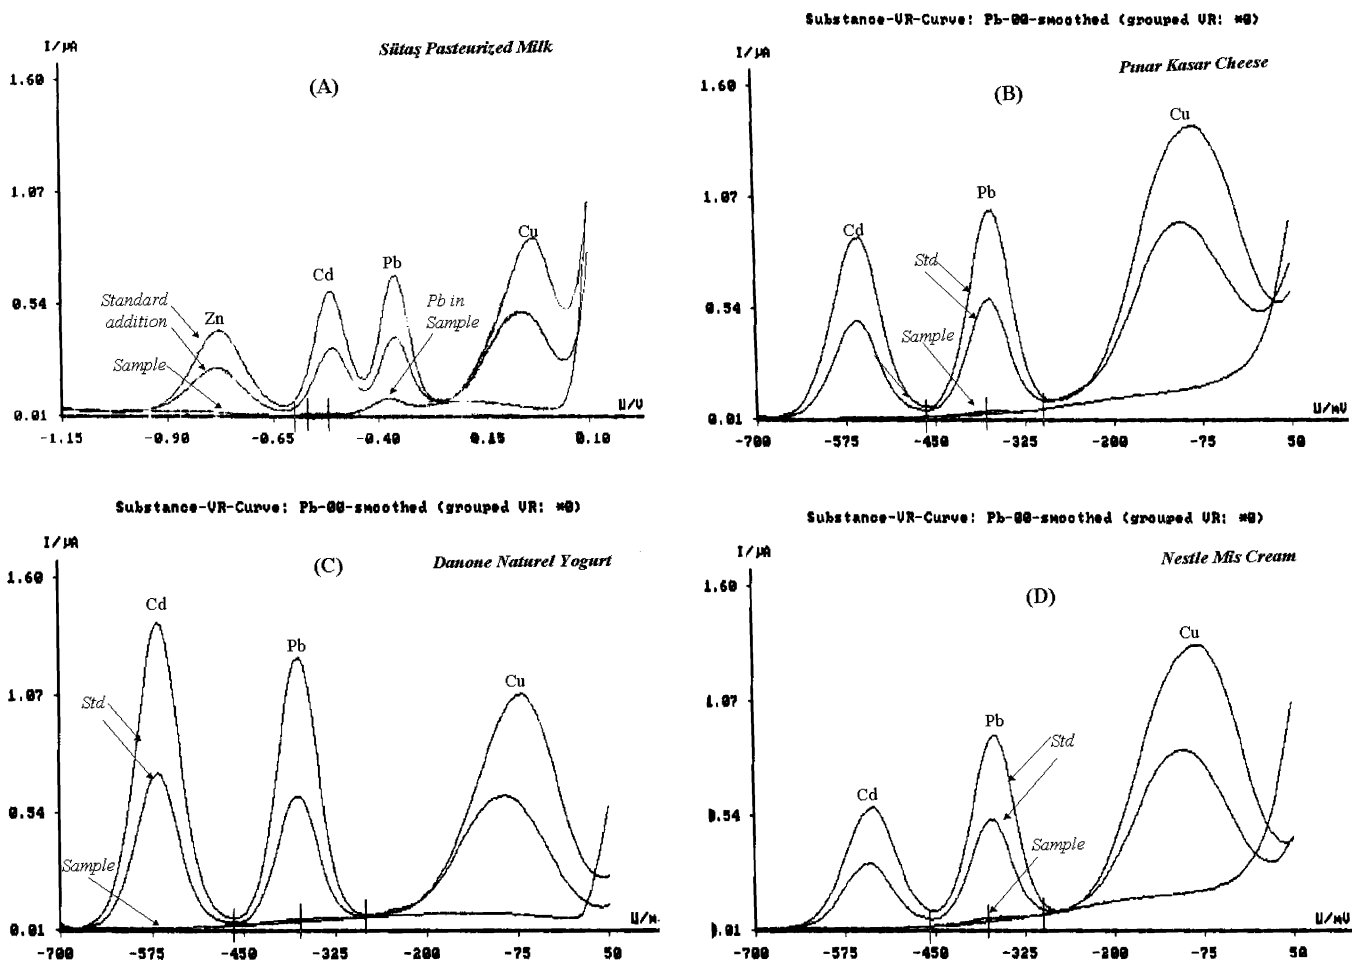 I/µA
Sütaş Pasteurized Milk
(A)
1.60
1.07
0.54
0.01
Standard
addition
Sample
Zn
Cd
Pb
Cu
Pb in
Sample
U/V
-1.15 -0.90 -0.65 -0.40 0.15 0.10
Substance-VR-Curve: Pb-00-smoothed (grouped VR: *0)
I/µA
Pınar Kasar Cheese
(B)
1.60
1.07
0.54
0.01
Cd
Pb
Cu
Std
Sample
U/mV
-700 -575 -450 -325 -200 -75 50
Substance-VR-Curve: Pb-00-smoothed (grouped VR: *0)
I/µA
Danone Naturel Yogurt
(C)
1.60
1.07
0.54
0.01
Cd
Pb
Cu
Std
Sample
-700 -575 -450 -325 -200 -75 50
Substance-VR-Curve: Pb-00-smoothed (grouped VR: *0)
I/µA
Nestle Mis Cream
(D)
1.60
1.07
0.54
0.01
Cd
Pb
Cu
Std
Sample
U/mV
-700 -575 -450 -325 -200 -75 50